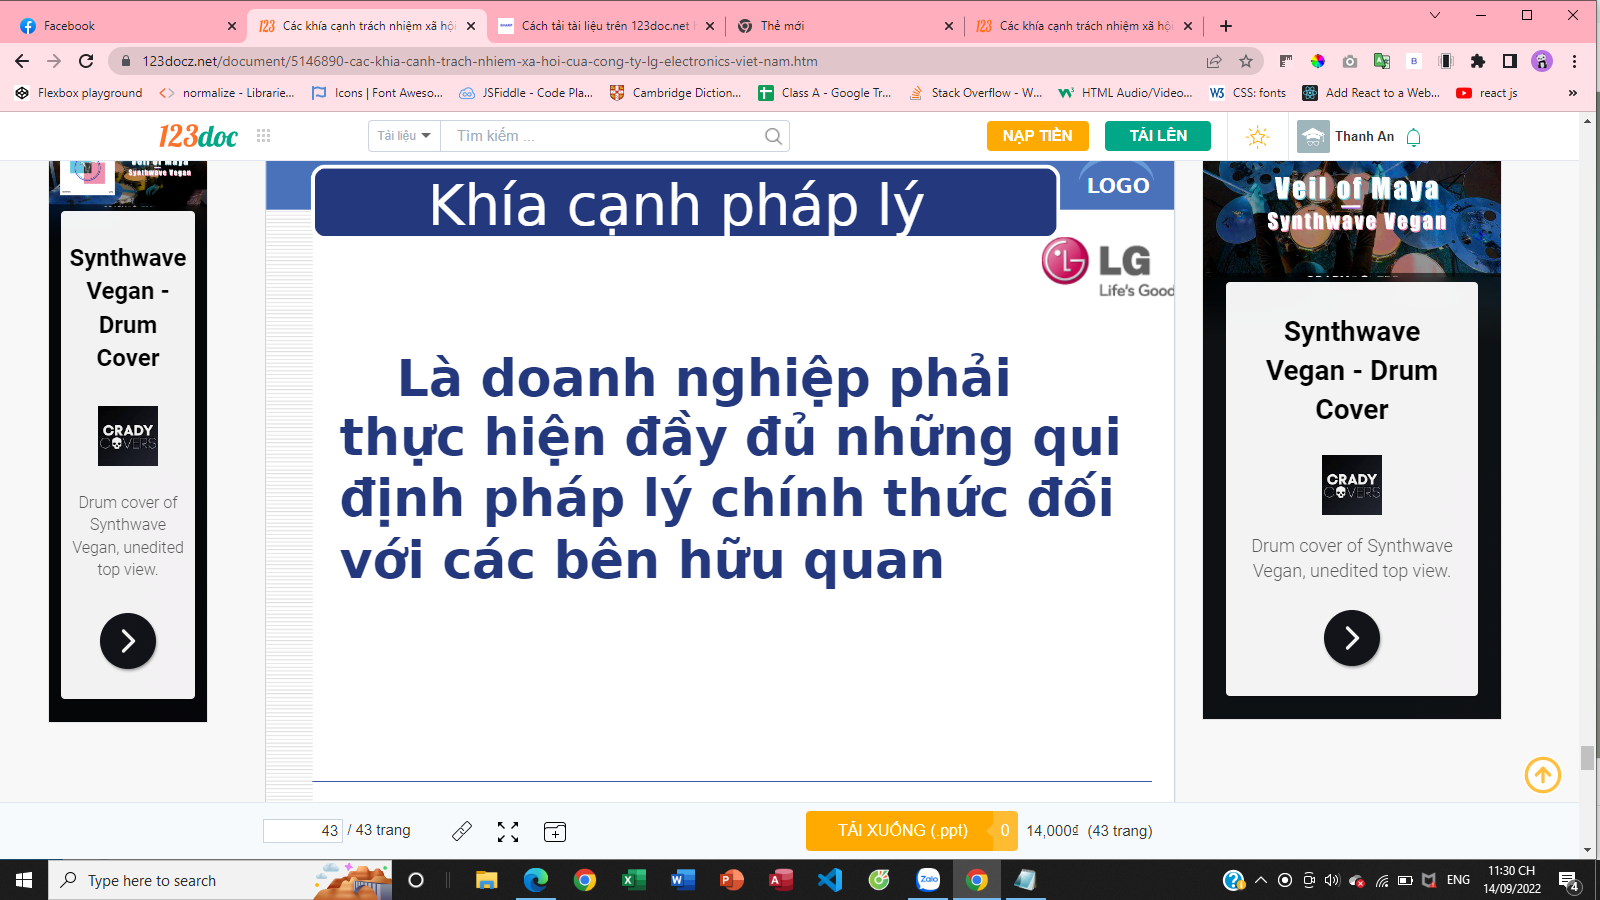 Facebook
Các khía cạnh trách nhiệm xã hội
Cách tải tài liệu trên 123doc.net
Thẻ mới
Các khía cạnh trách nhiệm xã hội
123docz.net/document/5146890-cac-khia-canh-trach-nhiem-xa-hoi-cua-cong-ty-lg-electronics-viet-nam.htm
Flexbox playground
normalize - Librarie...
Icons | Font Aweso...
JSFiddle - Code Pla...
Cambridge Diction...
Class A - Google Tr...
Stack Overflow - W...
HTML Audio/Video...
CSS: fonts
Add React to a Web...
react js
123doc
Tài liệu
Tìm kiếm ...
NẠP TIỀN
TẢI LÊN
Thanh An
Synthwave Vegan
Synthwave
Vegan -
Drum
Cover
CRADY
COVERS
Drum cover of
Synthwave
Vegan, unedited
top view.
Khía cạnh pháp lý
LOGO
LG
Life's Good
Là doanh nghiệp phải
thực hiện đầy đủ những qui
định pháp lý chính thức đối
với các bên hữu quan
Veil of Maya
Synthwave Vegan
Synthwave
Vegan - Drum
Cover
CRADY
COVERS
Drum cover of Synthwave
Vegan, unedited top view.
43 / 43 trang
TẢI XUỐNG (.ppt) 0
14,000₫ (43 trang)
Type here to search
Zalo
ENG
11:30 CH
14/09/2022
4